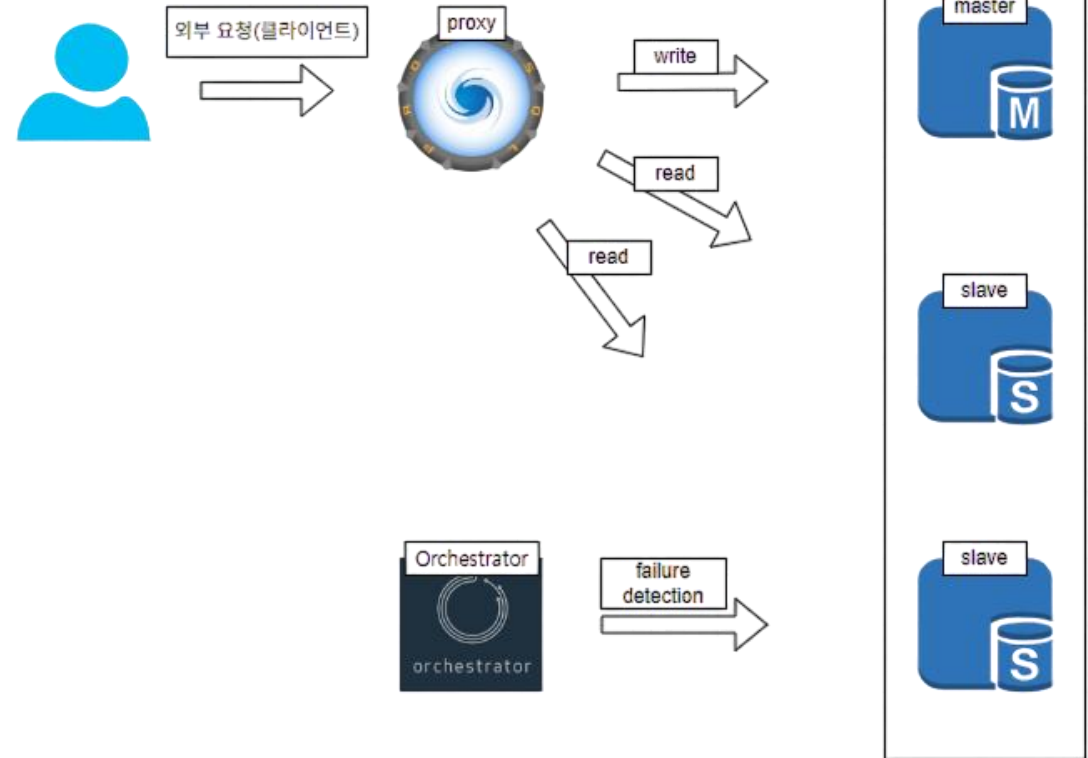 외부 요청(클라이언트)
proxy
P R O X Y S Q L
write
master
M
read
read
slave
S
Orchestrator
orchestrator
failure
detection
slave
S